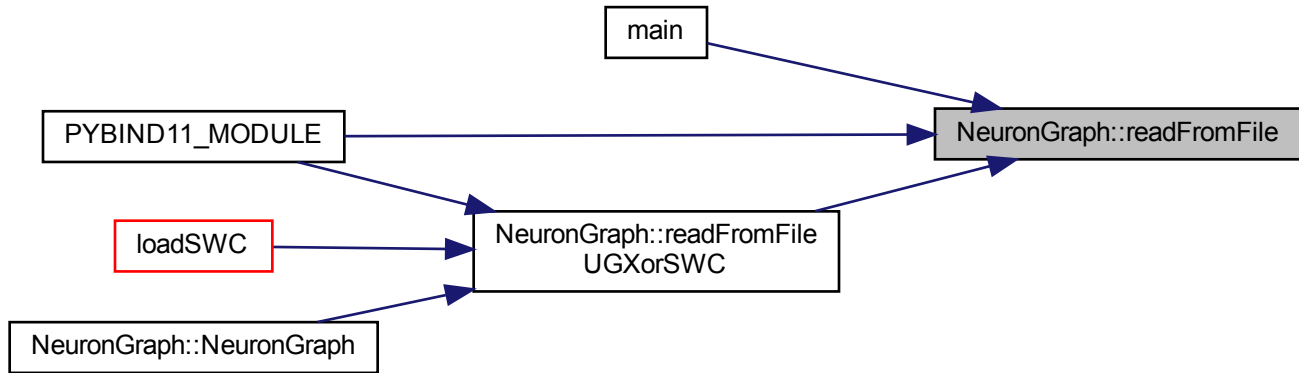 main
NeuronGraph::readFromFile
PYBIND11_MODULE
NeuronGraph::readFromFile
UGXorSWC
loadSWC
NeuronGraph::NeuronGraph